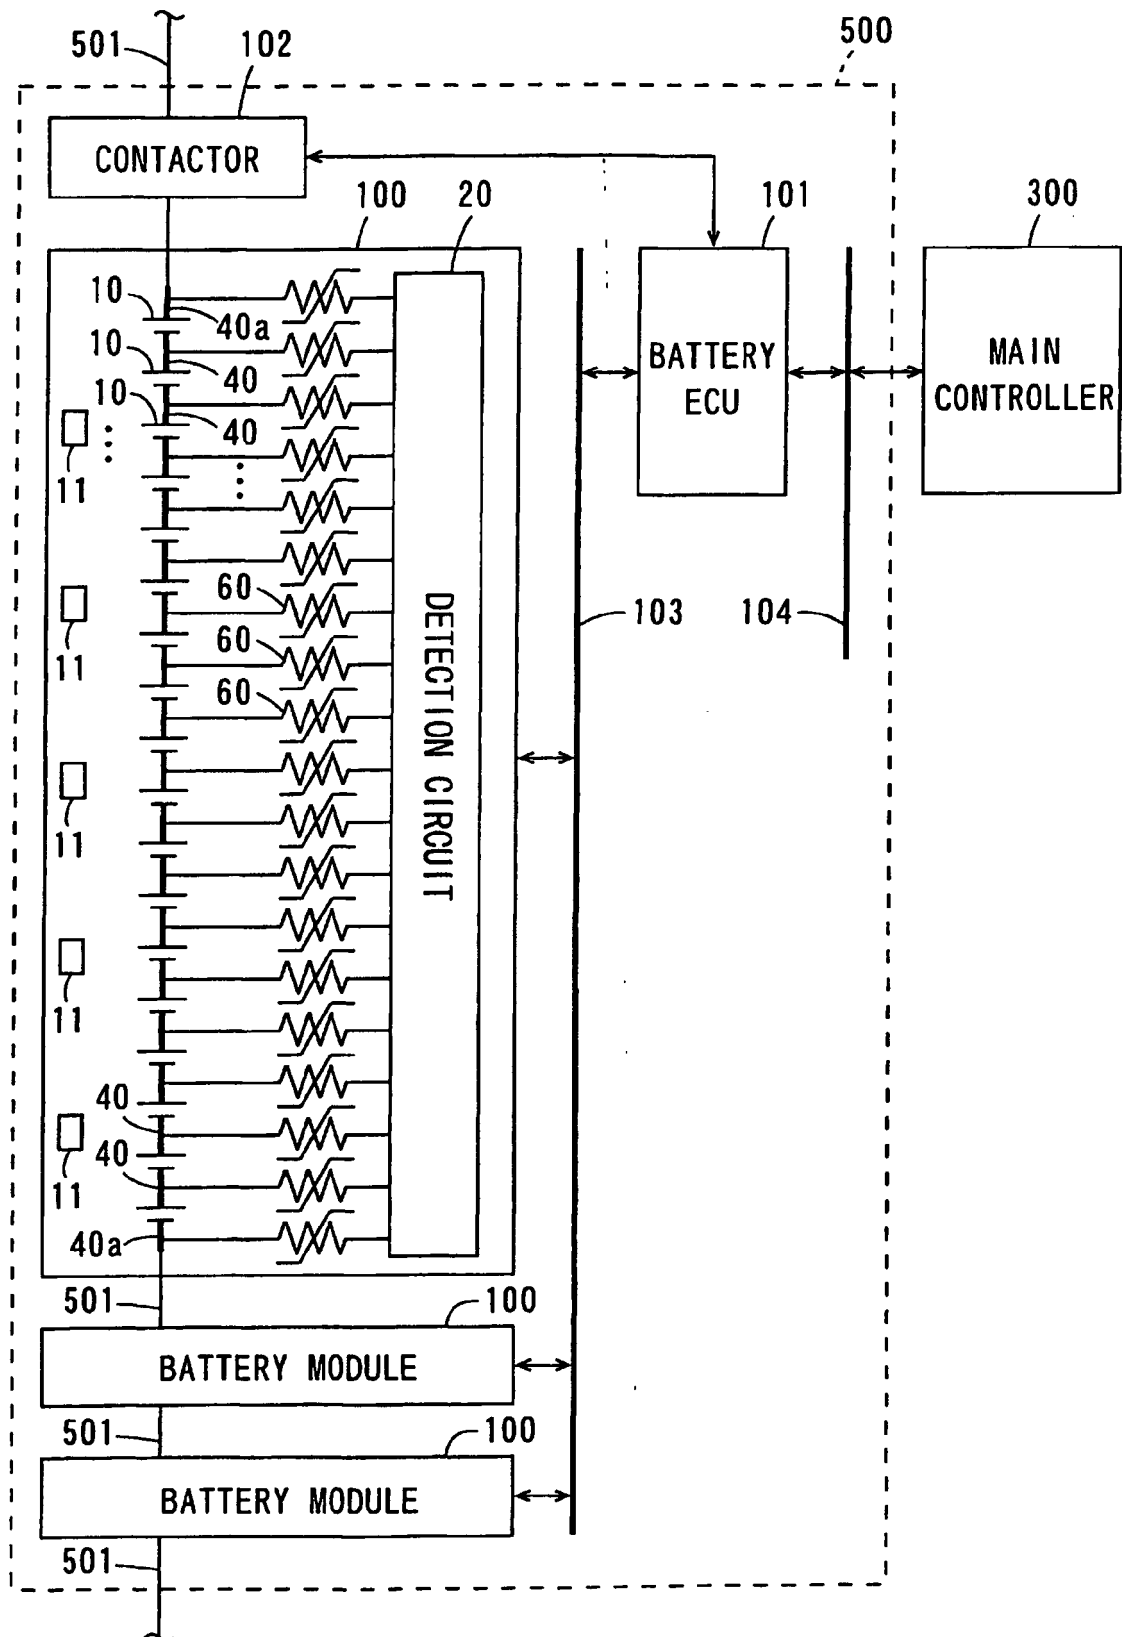 501
102
500
CONTACTOR
100
20
101
300
10
40a
10
40
10
40
11
BATTERY
ECU
MAIN
CONTROLLER
60
103
104
11
60
60
DETECTION CIRCUIT
11
11
40
40
11
40a
501
100
BATTERY MODULE
501
100
BATTERY MODULE
501